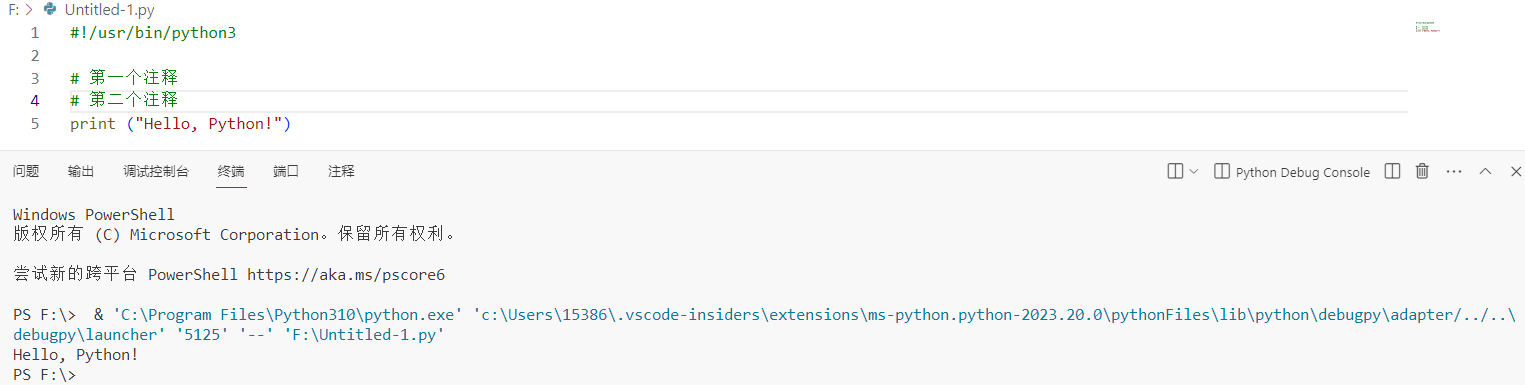 F: > Untitled-1.py
1 #!/usr/bin/python3
2
3 # 第一个注释
4 # 第二个注释
5 print ("Hello, Python!")
问题 输出 调试控制台 终端 端口 注释 Python Debug Console
Windows PowerShell
版权所有 (C) Microsoft Corporation。保留所有权利。
尝试新的跨平台 PowerShell https://aka.ms/pscore6
PS F:\>  & 'C:\Program Files\Python310\python.exe' 'c:\Users\15386\.vscode-insiders\extensions\ms-python.python-2023.20.0\pythonFiles\lib\python\debugpy\adapter/../..\
debugpy\launcher' '5125' '--' 'F:\Untitled-1.py'
Hello, Python!
PS F:\>